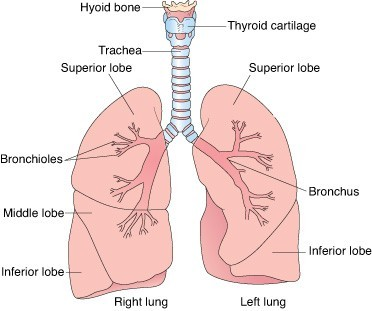 Hyoid bone
Thyroid cartilage
Trachea
Superior lobe
Superior lobe
Bronchioles
Bronchus
Middle lobe
Inferior lobe
Inferior lobe
Right lung
Left lung